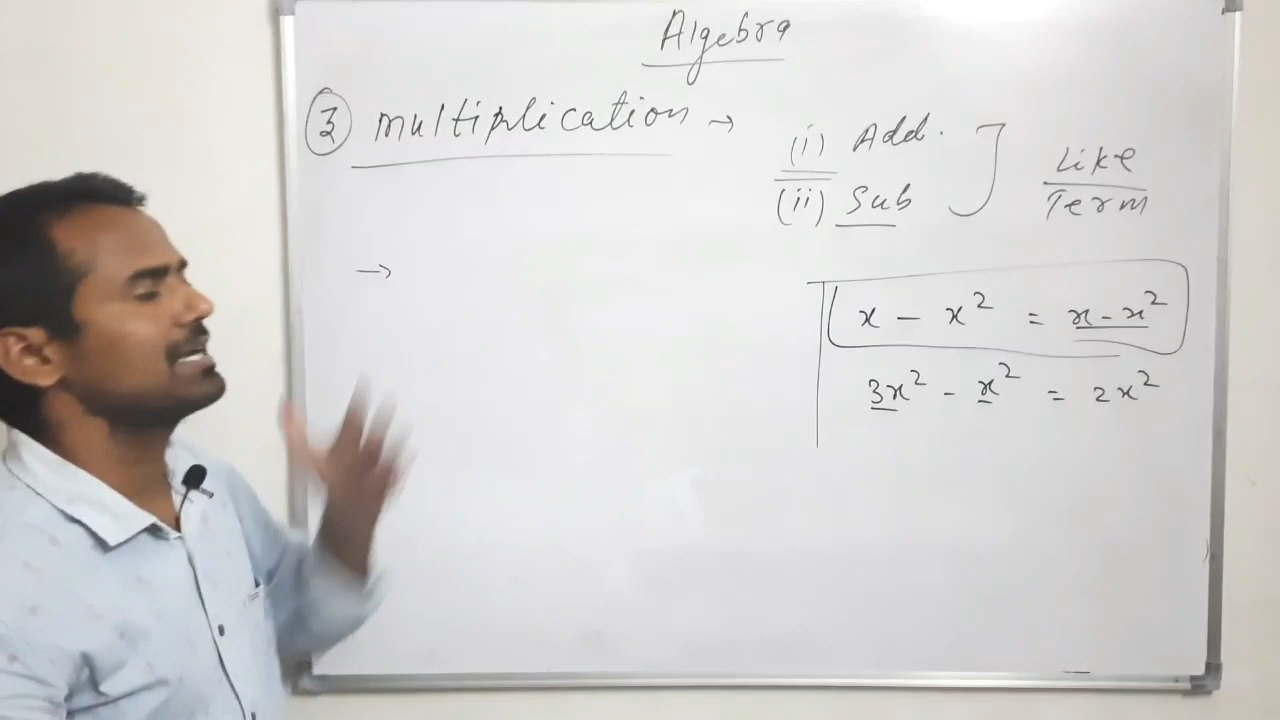 Algebra
③ multiplication →
(i) Add.
(ii) Sub
Like
Term
→
x - x² = x - x²
3x² - x² = 2x²